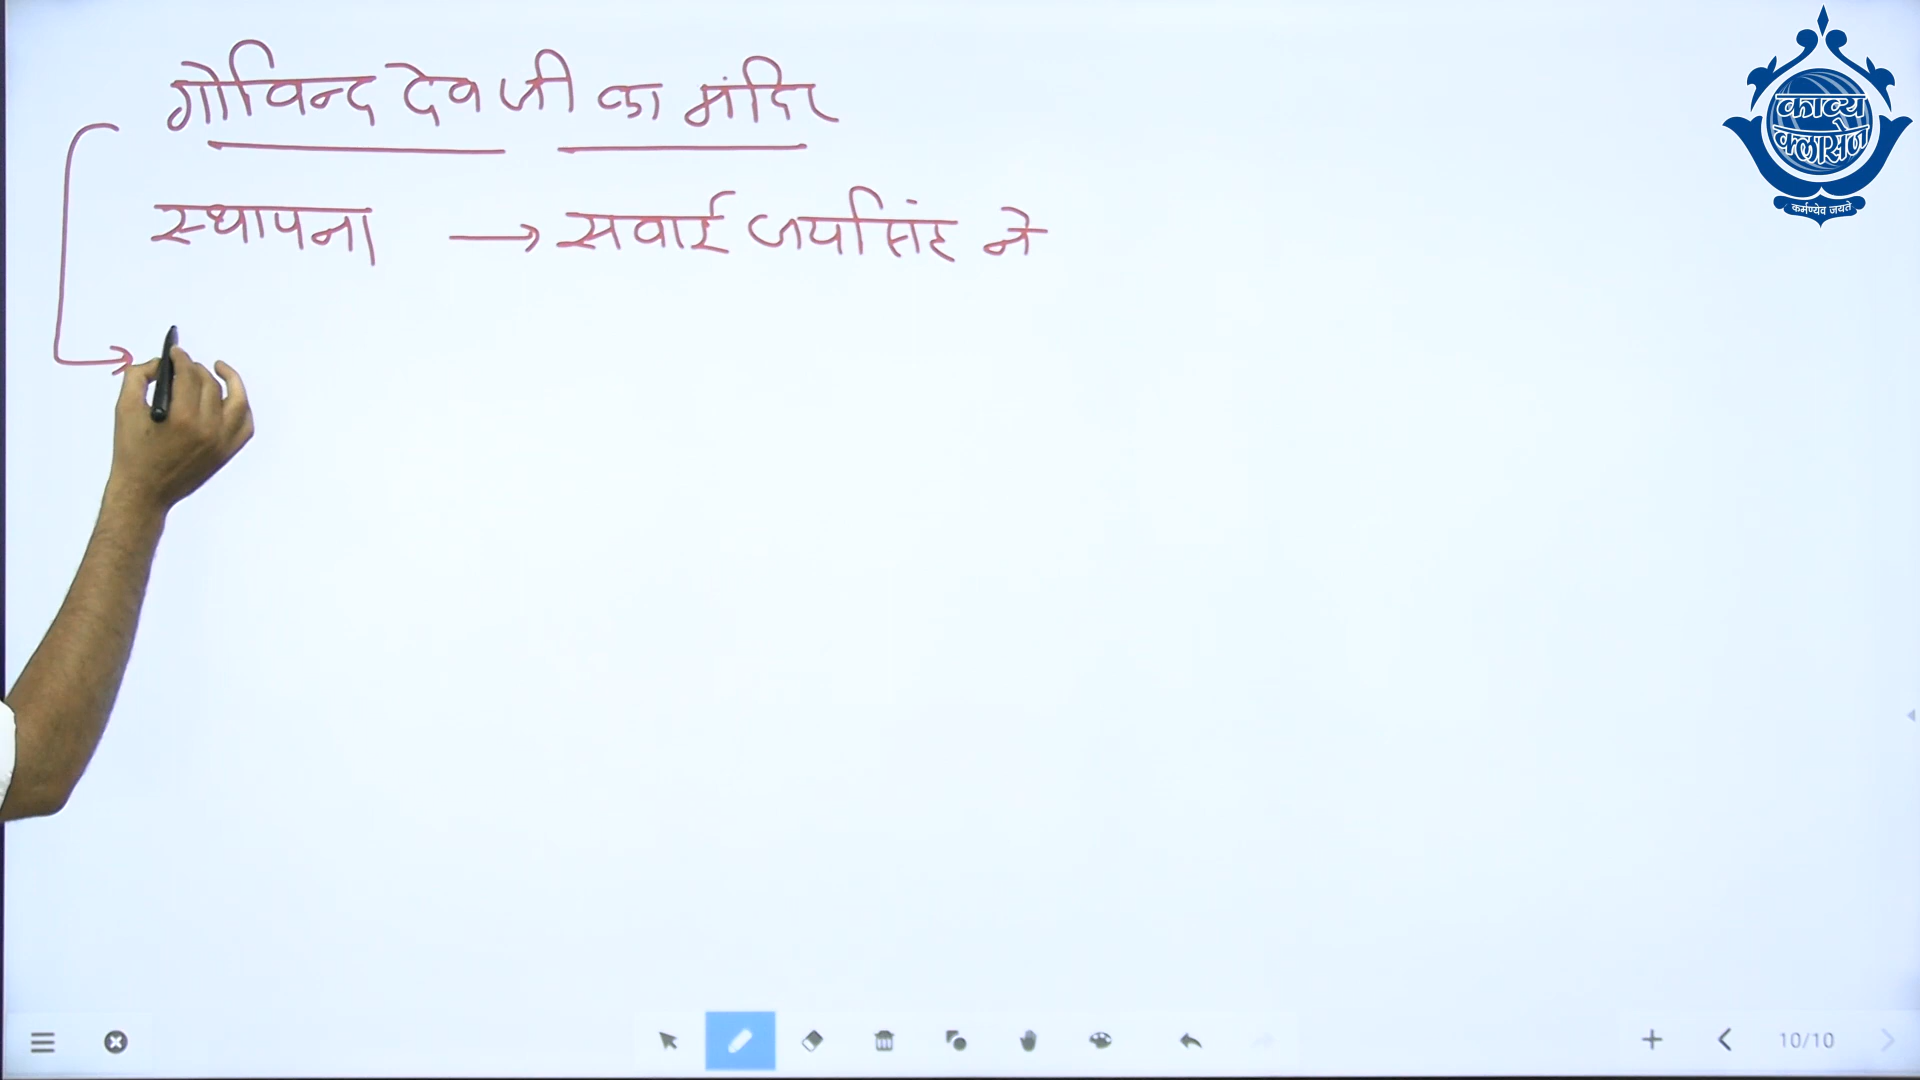 गोविन्द देव जी का मंदिर
स्थापना → सवाई जयसिंह ने
काव्य
क्लासेज
कर्मण्येव जयते
10/10